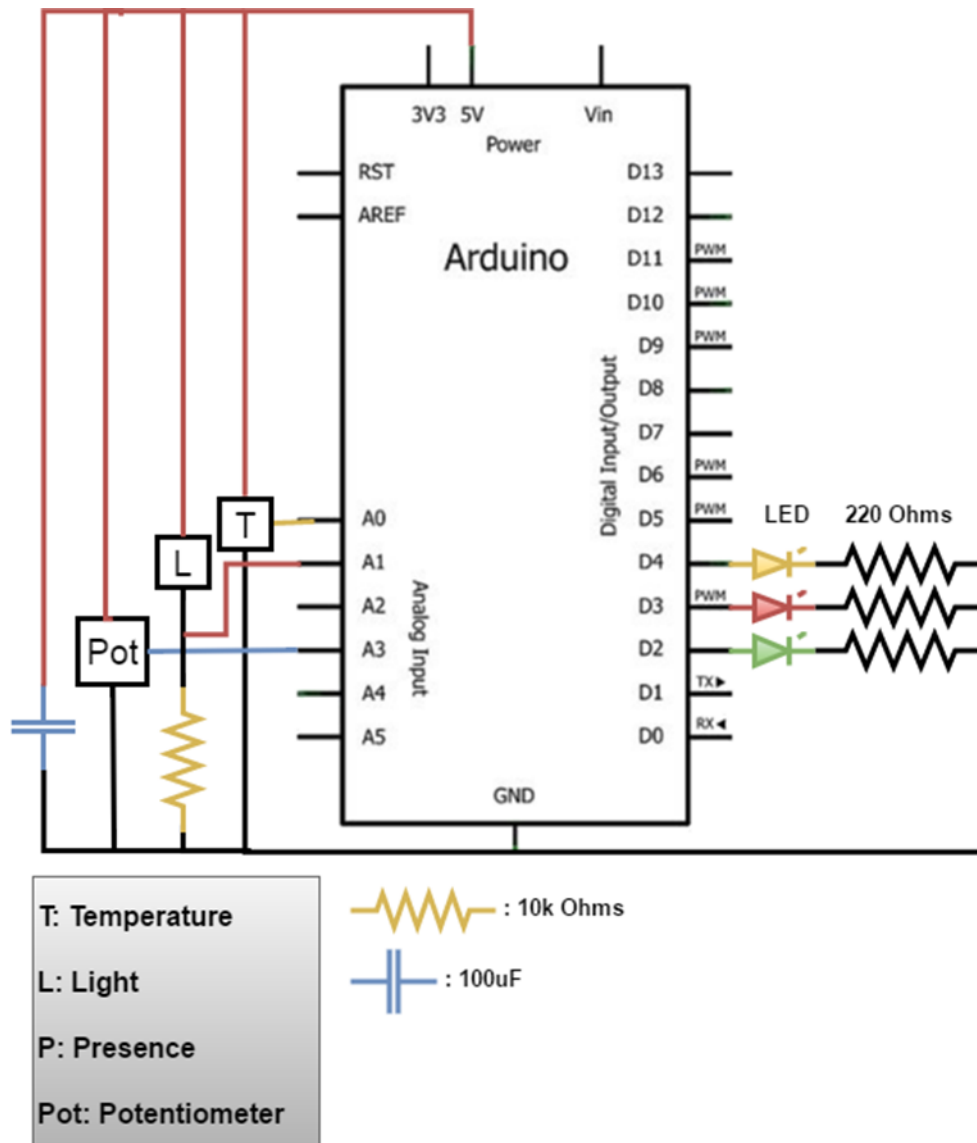 3V3 5V Vin
Power
RST D13
AREF D12
Arduino
D11 PWM
D10 PWM
D9 PWM
Digital Input/Output
D8
D7
D6 PWM
T
A0 D5 PWM
LED 220 Ohms
L
A1 D4
A2 D3 PWM
Analog Input
Pot
A3 D2
A4 D1 TX▶
A5 D0 RX◀
GND
T: Temperature
L: Light
P: Presence
Pot: Potentiometer
: 10k Ohms
: 100uF